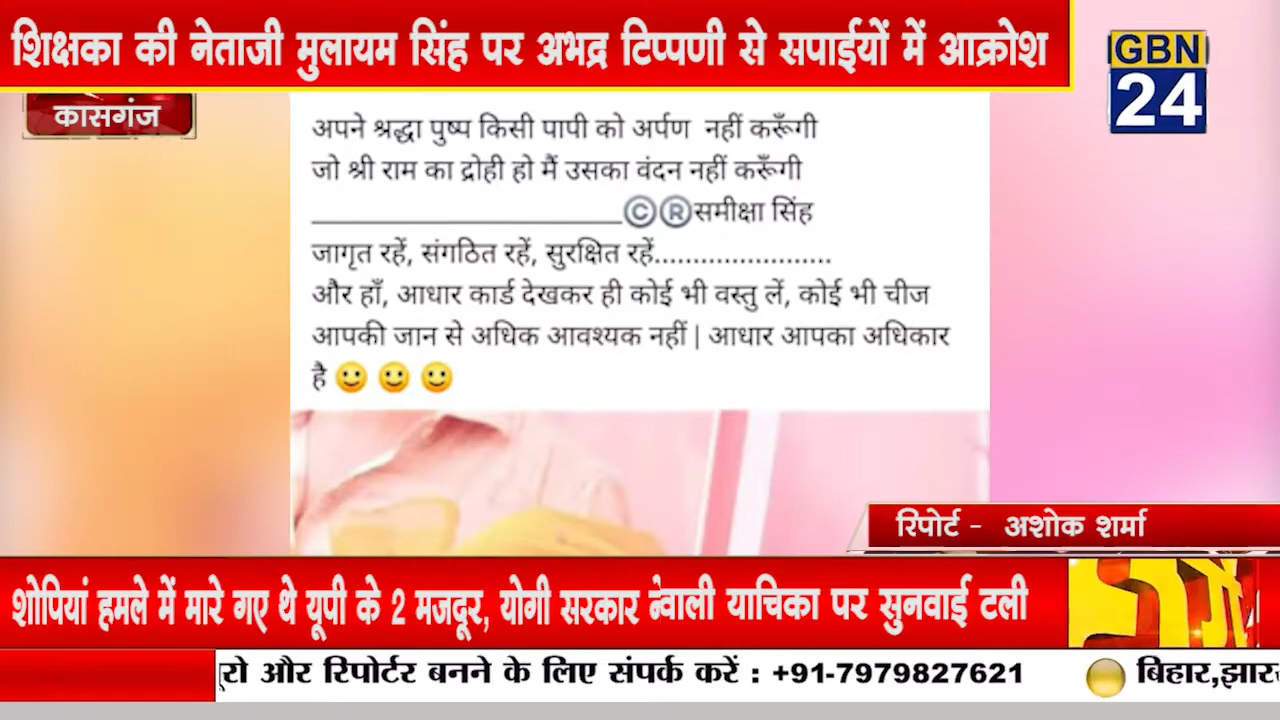 शिक्षका की नेताजी मुलायम सिंह पर अभद्र टिप्पणी से सपाईयों में आक्रोश
GBN
24
कासगंज
अपने श्रद्धा पुष्प किसी पापी को अर्पण नहीं करूँगी
जो श्री राम का द्रोही हो मैं उसका वंदन नहीं करूँगी
______________________©®समीक्षा सिंह
जागृत रहें, संगठित रहें, सुरक्षित रहें.......................
और हाँ, आधार कार्ड देखकर ही कोई भी वस्तु लें, कोई भी चीज
आपकी जान से अधिक आवश्यक नहीं | आधार आपका अधिकार
है 🙂 🙂 🙂
रिपोर्ट - अशोक शर्मा
शोपियां हमले में मारे गए थे यूपी के 2 मजदूर, योगी सरकार वाली याचिका पर सुनवाई टली
और रिपोर्टर बनने के लिए संपर्क करें : +91-7979827621 बिहार,